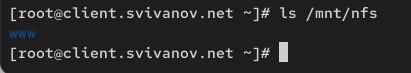 [root@client.svivanov.net ~]# ls /mnt/nfs
www
[root@client.svivanov.net ~]#